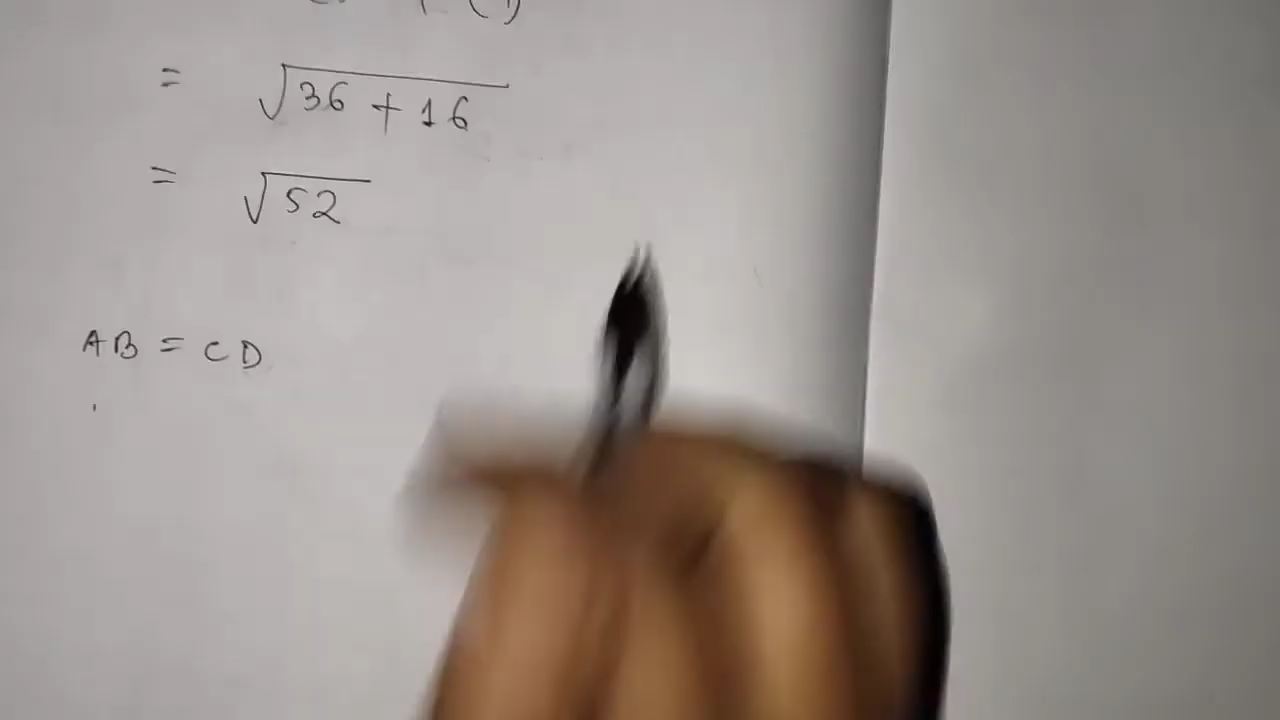 = √36 + 16
= √52
AB = CD